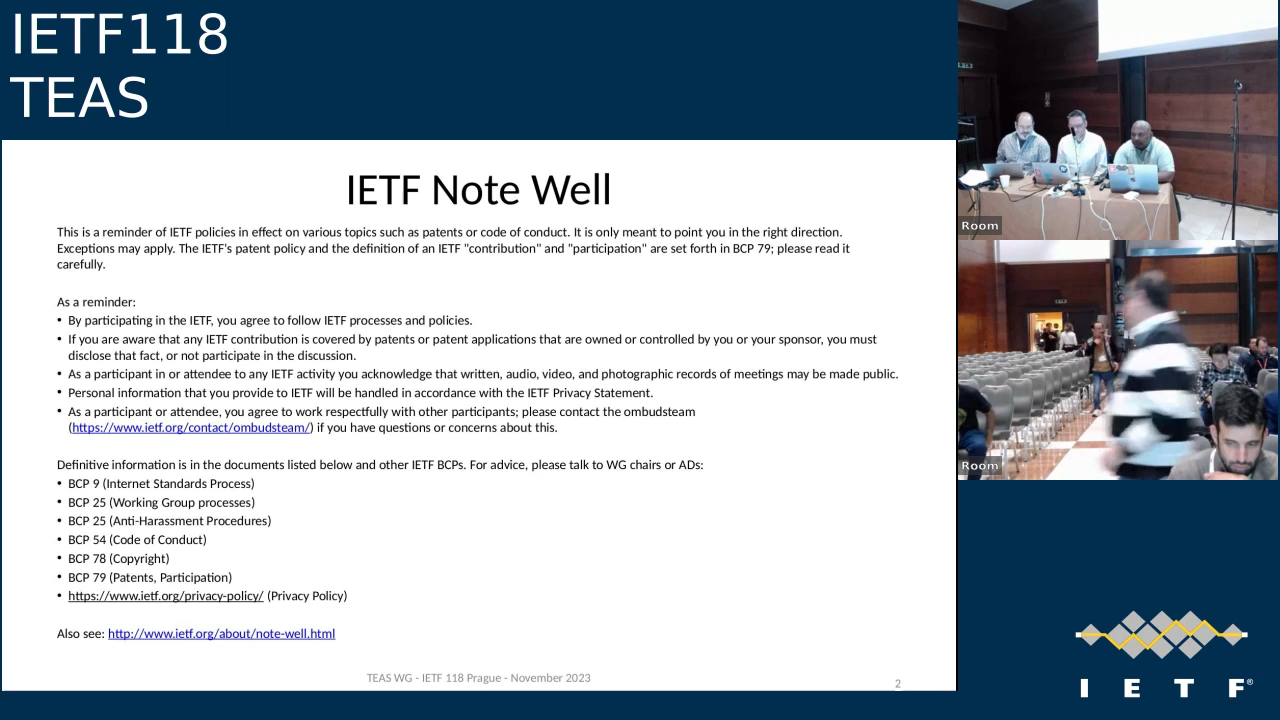 IETF118
TEAS
IETF Note Well
This is a reminder of IETF policies in effect on various topics such as patents or code of conduct. It is only meant to point you in the right direction.
Exceptions may apply. The IETF's patent policy and the definition of an IETF "contribution" and "participation" are set forth in BCP 79; please read it
carefully.
As a reminder:
• By participating in the IETF, you agree to follow IETF processes and policies.
• If you are aware that any IETF contribution is covered by patents or patent applications that are owned or controlled by you or your sponsor, you must
disclose that fact, or not participate in the discussion.
• As a participant in or attendee to any IETF activity you acknowledge that written, audio, video, and photographic records of meetings may be made public.
• Personal information that you provide to IETF will be handled in accordance with the IETF Privacy Statement.
• As a participant or attendee, you agree to work respectfully with other participants; please contact the ombudsteam
(https://www.ietf.org/contact/ombudsteam/) if you have questions or concerns about this.
Definitive information is in the documents listed below and other IETF BCPs. For advice, please talk to WG chairs or ADs:
• BCP 9 (Internet Standards Process)
• BCP 25 (Working Group processes)
• BCP 25 (Anti-Harassment Procedures)
• BCP 54 (Code of Conduct)
• BCP 78 (Copyright)
• BCP 79 (Patents, Participation)
• https://www.ietf.org/privacy-policy/ (Privacy Policy)
Also see: http://www.ietf.org/about/note-well.html
TEAS WG - IETF 118 Prague - November 2023
2
Room
Room
I E T F®